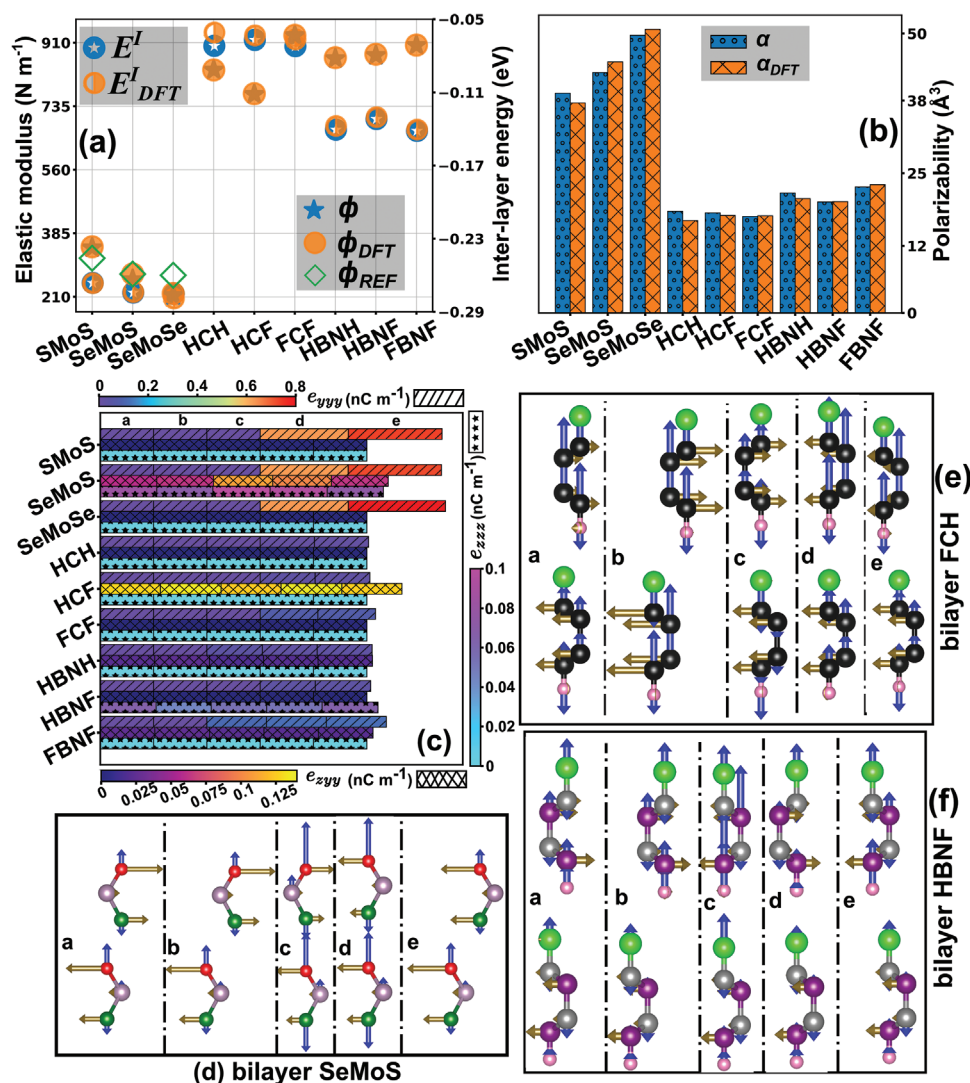 Elastic modulus (N m⁻¹)
910
735
560
385
210
E^I
E^I_DFT
(a)
ϕ
ϕ_DFT
ϕ_REF
-0.05
-0.11
-0.17
-0.23
-0.29
Inter-layer energy (eV)
SMoS
SeMoS
SeMoSe
HCH
HCF
FCF
HBNH
HBNF
FBNF
α
α_DFT
(b)
50
38
25
12
0
Polarizability (Å³)
SMoS
SeMoS
SeMoSe
HCH
HCF
FCF
HBNH
HBNF
FBNF
0 0.2 0.4 0.6 0.8
e_yyy (nC m⁻¹)
a b c d e
SMoS
SeMoS
SeMoSe
HCH
HCF
FCF
HBNH
HBNF
FBNF
(c)
e_zzz (nC m⁻¹)
0.1
0.08
0.06
0.04
0.02
0
0 0.025 0.05 0.075 0.1 0.125
e_zyy (nC m⁻¹)
a b c d e
(d) bilayer SeMoS
(e)
a b c d e
bilayer FCH
(f)
a b c d e
bilayer HBNF